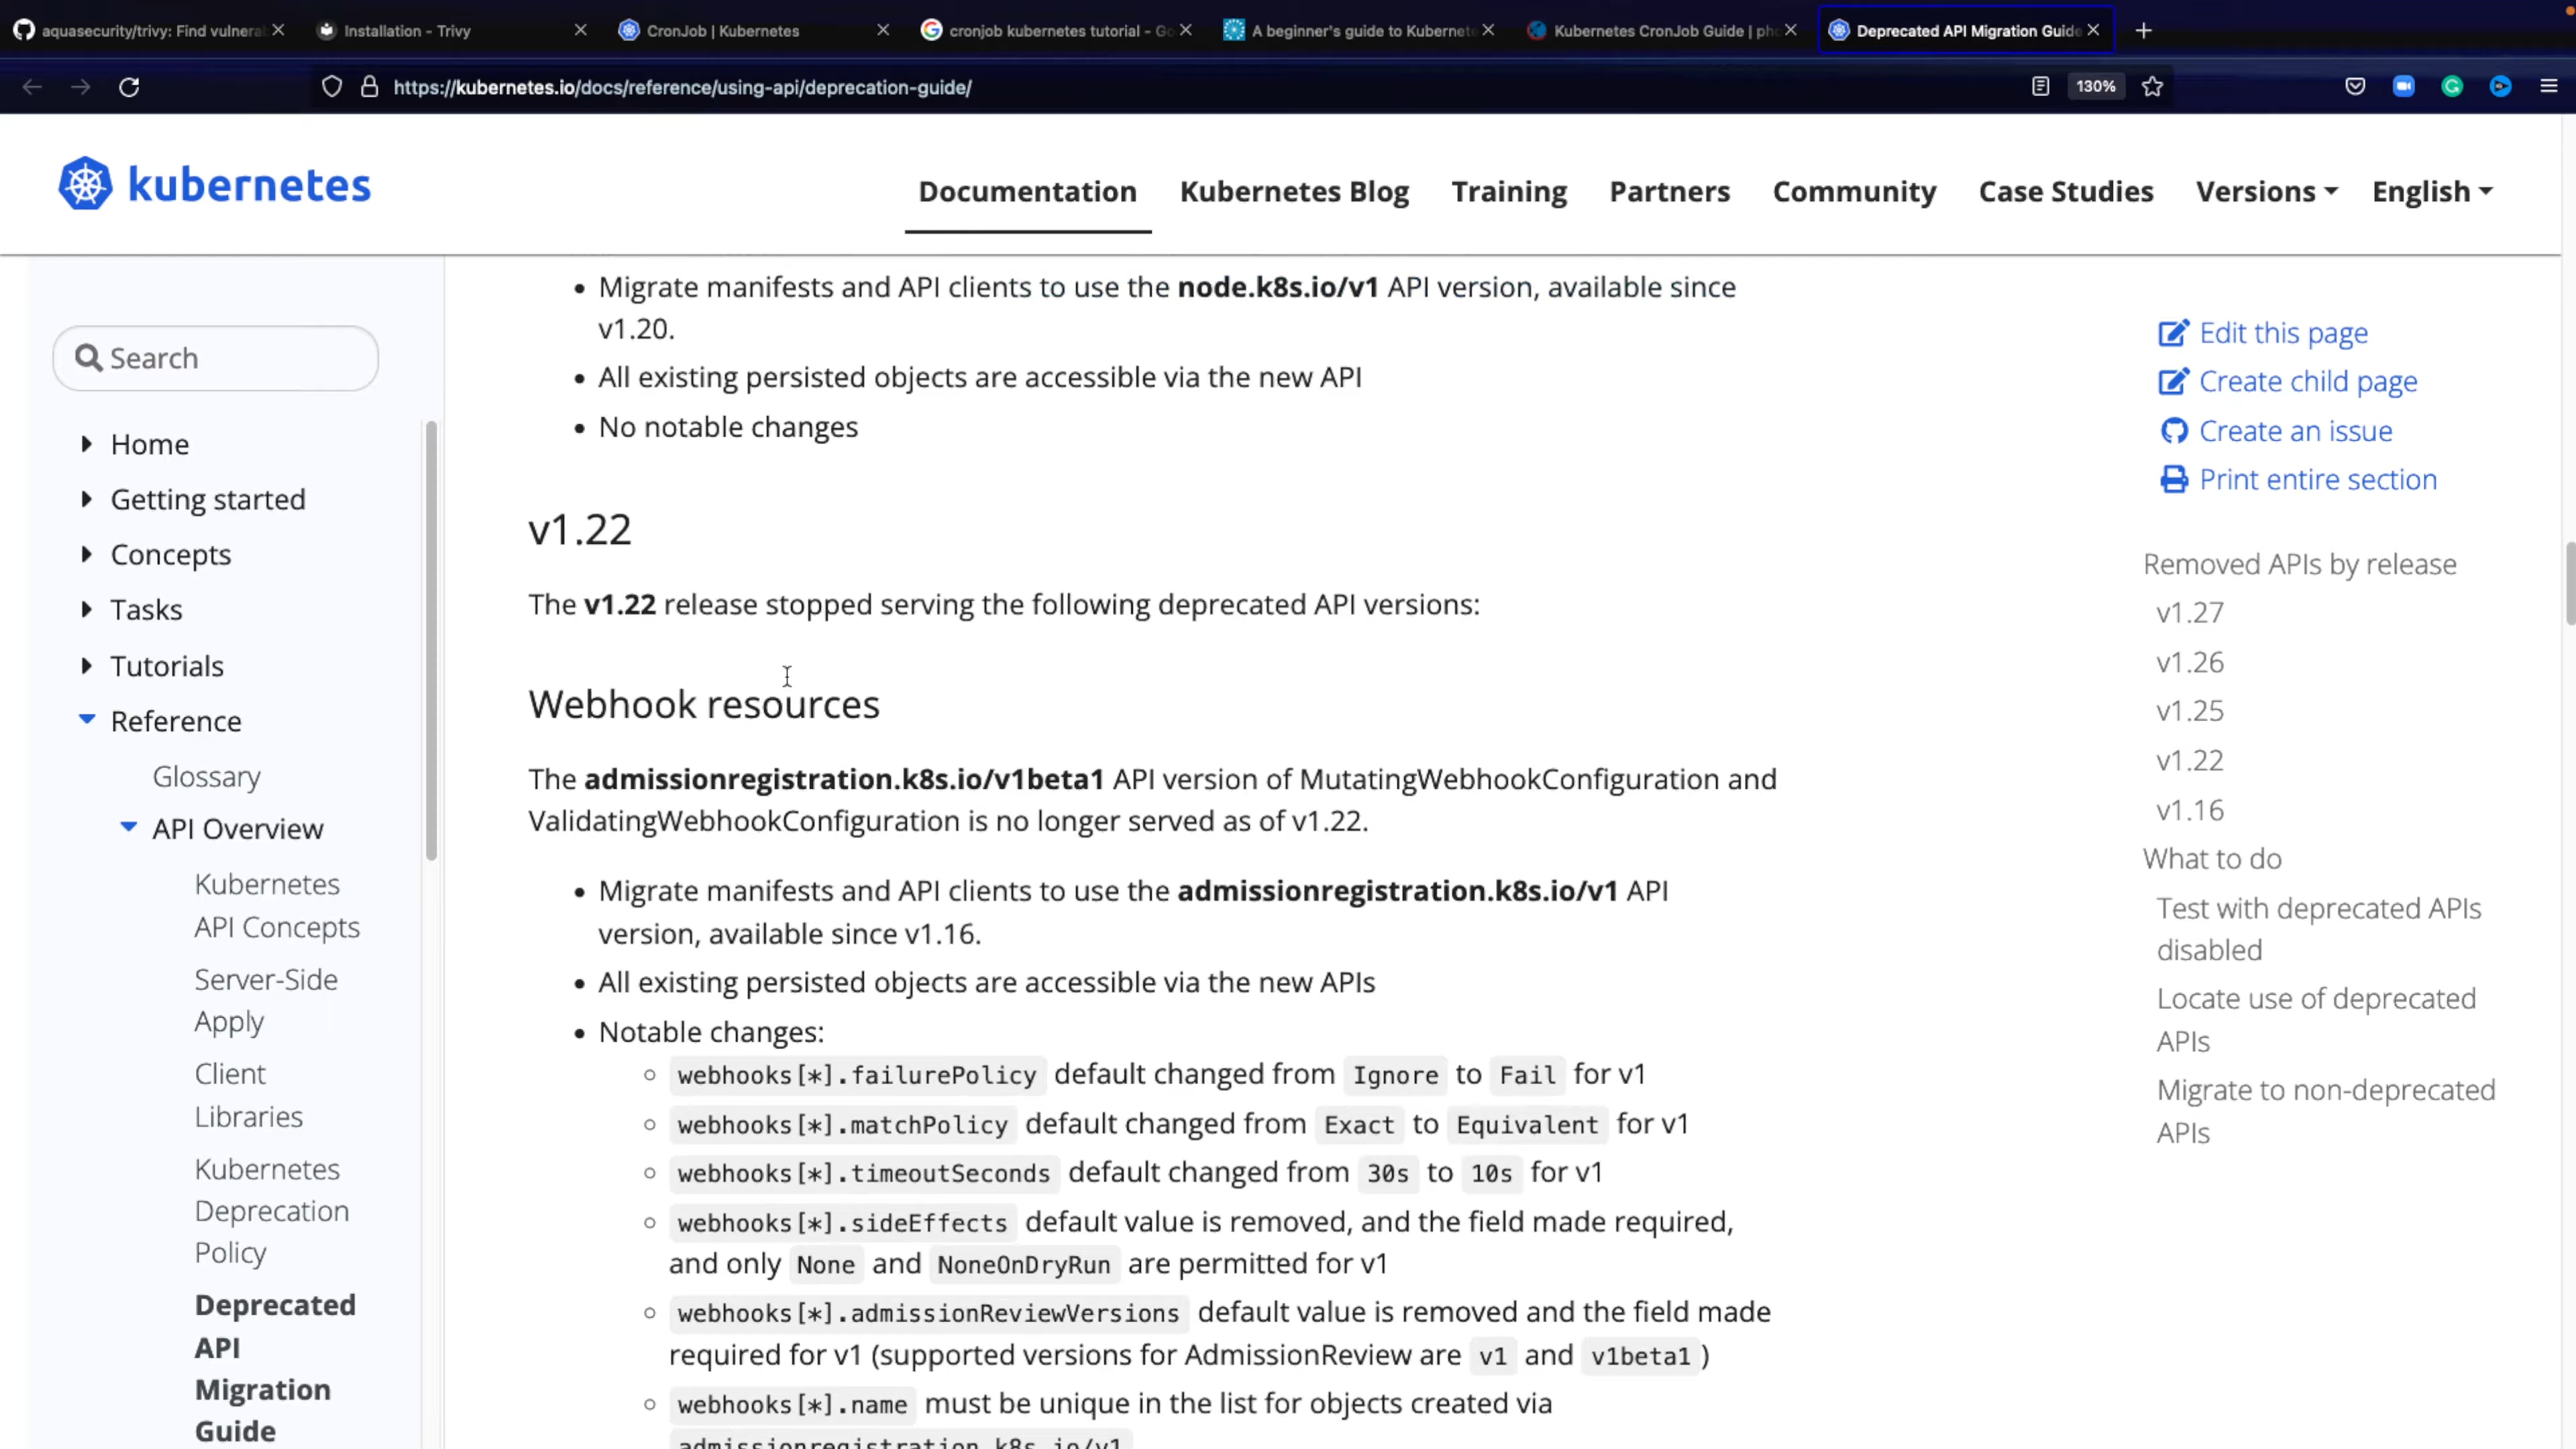 aquasecurity/trivy: Find vulnera
Installation - Trivy
CronJob | Kubernetes
cronjob kubernetes tutorial - Go
A beginner's guide to Kubernete
Kubernetes CronJob Guide | pho
Deprecated API Migration Guide
https://kubernetes.io/docs/reference/using-api/deprecation-guide/
130%
kubernetes
Documentation
Kubernetes Blog
Training
Partners
Community
Case Studies
Versions
English
Search
Home
Getting started
Concepts
Tasks
Tutorials
Reference
Glossary
API Overview
Kubernetes
API Concepts
Server-Side
Apply
Client
Libraries
Kubernetes
Deprecation
Policy
Deprecated
API
Migration
Guide
• Migrate manifests and API clients to use the node.k8s.io/v1 API version, available since
v1.20.
• All existing persisted objects are accessible via the new API
• No notable changes
v1.22
The v1.22 release stopped serving the following deprecated API versions:
Webhook resources
The admissionregistration.k8s.io/v1beta1 API version of MutatingWebhookConfiguration and
ValidatingWebhookConfiguration is no longer served as of v1.22.
• Migrate manifests and API clients to use the admissionregistration.k8s.io/v1 API
version, available since v1.16.
• All existing persisted objects are accessible via the new APIs
• Notable changes:
◦ webhooks[*].failurePolicy default changed from Ignore to Fail for v1
◦ webhooks[*].matchPolicy default changed from Exact to Equivalent for v1
◦ webhooks[*].timeoutSeconds default changed from 30s to 10s for v1
◦ webhooks[*].sideEffects default value is removed, and the field made required,
and only None and NoneOnDryRun are permitted for v1
◦ webhooks[*].admissionReviewVersions default value is removed and the field made
required for v1 (supported versions for AdmissionReview are v1 and v1beta1)
◦ webhooks[*].name must be unique in the list for objects created via
admissionregistration.k8s.io/v1
Edit this page
Create child page
Create an issue
Print entire section
Removed APIs by release
v1.27
v1.26
v1.25
v1.22
v1.16
What to do
Test with deprecated APIs
disabled
Locate use of deprecated
APIs
Migrate to non-deprecated
APIs